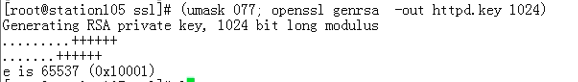 [root@station105 ssl]# (umask 077; openssl genrsa  -out httpd.key 1024)
Generating RSA private key, 1024 bit long modulus
.........++++++
.......++++++
e is 65537 (0x10001)